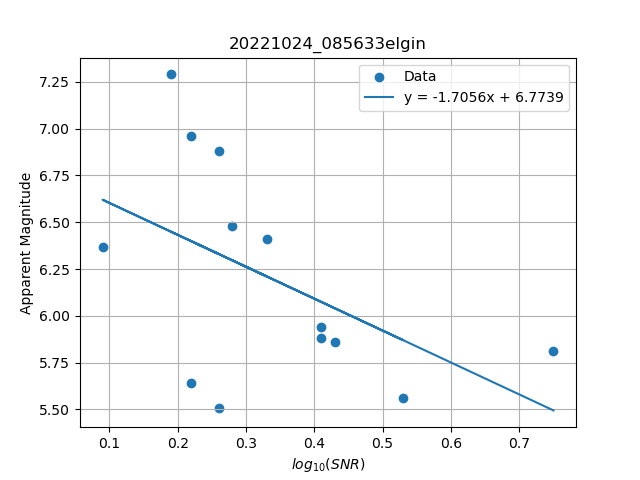 20221024_085633elgin
Data
y = -1.7056x + 6.7739
7.25
7.00
6.75
6.50
6.25
6.00
5.75
5.50
Apparent Magnitude
0.1 0.2 0.3 0.4 0.5 0.6 0.7
log₁₀(SNR)